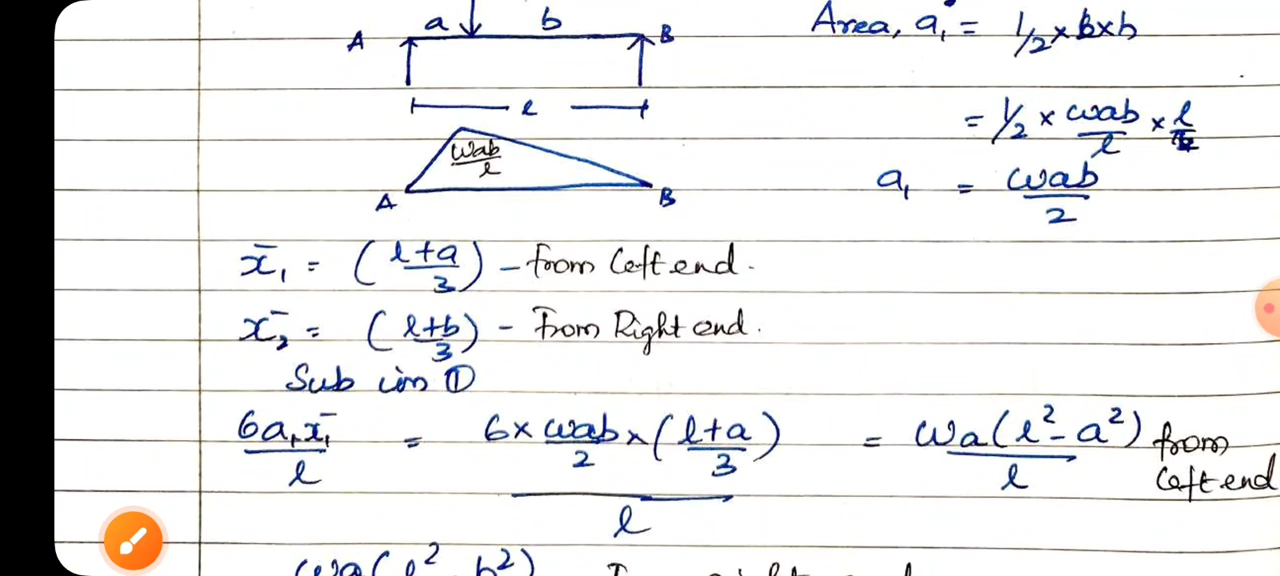 a b
A B
Area, a₁ = 1/2 × b × h
l
= 1/2 × wab/l × l
wab/l
a₁ = wab/2
A B
x̄₁ = (l+a/3) – from left end.
x̄₂ = (l+b/3) – From Right end.
Sub in ①
6a₁x̄₁/l = 6 × wab/2 × (l+a/3) / l = wa(l² - a²)/l from left end